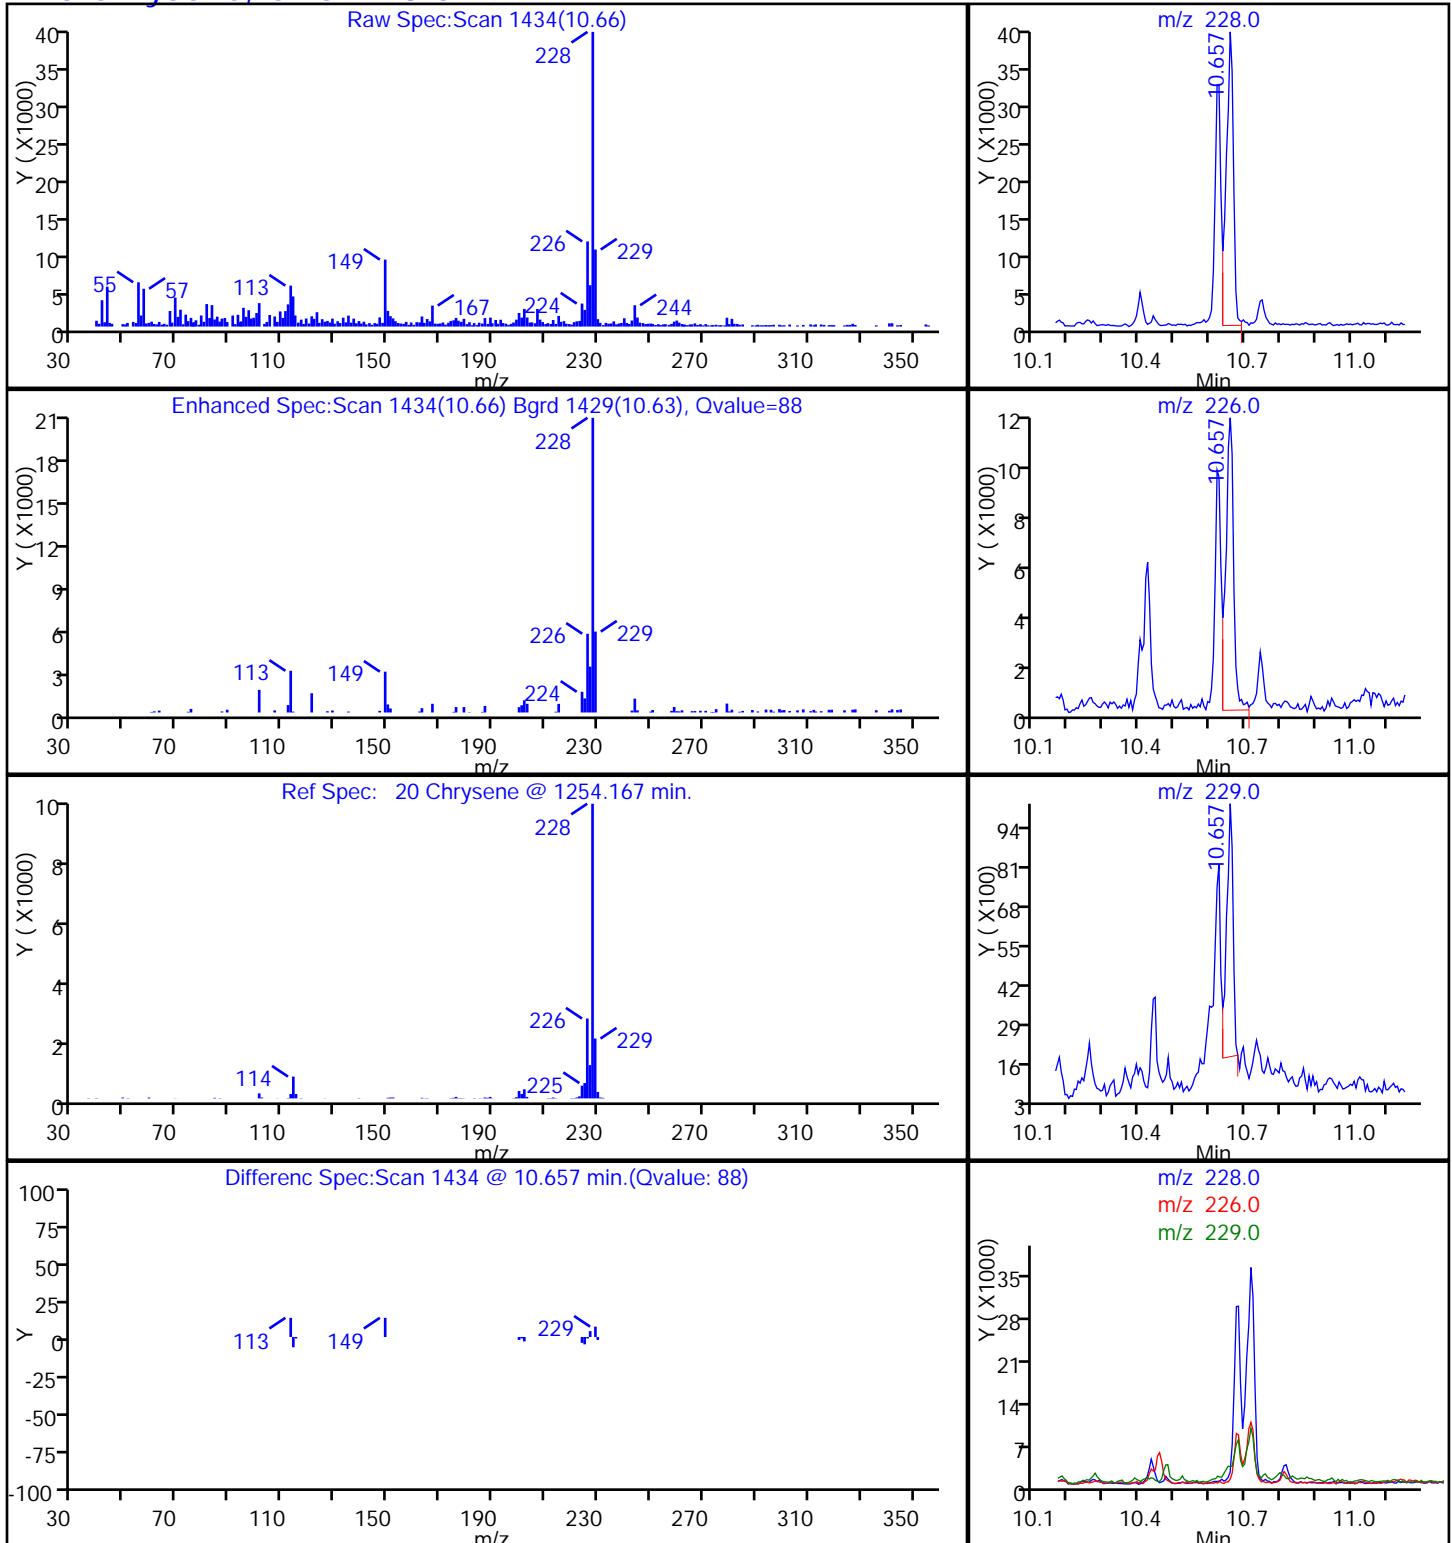 Raw Spec:Scan 1434(10.66)
40
35
30
25
20
15
10
5
0
Y ( X1000)
228
226
229
149
55
57
113
167
224
244
30 70 110 150 190 230 270 310 350
m/z
m/z 228.0
40
35
30
25
20
15
10
5
0
Y ( X1000)
10.657
10.1 10.4 10.7 11.0
Min
Enhanced Spec:Scan 1434(10.66) Bgrd 1429(10.63), Qvalue=88
21
18
15
12
9
6
3
0
Y ( X1000)
228
226
229
113
149
224
30 70 110 150 190 230 270 310 350
m/z
m/z 226.0
12
10
8
6
4
2
0
Y ( X1000)
10.657
10.1 10.4 10.7 11.0
Min
Ref Spec: 20 Chrysene @ 1254.167 min.
10
8
6
4
2
0
Y ( X1000)
228
226
229
114
225
30 70 110 150 190 230 270 310 350
m/z
m/z 229.0
94
81
68
55
42
29
16
3
Y ( X100)
10.657
10.1 10.4 10.7 11.0
Min
Differenc Spec:Scan 1434 @ 10.657 min.(Qvalue: 88)
100
75
50
25
0
-25
-50
-75
-100
Y
113
149
229
30 70 110 150 190 230 270 310 350
m/z
m/z 228.0
m/z 226.0
m/z 229.0
35
28
21
14
7
0
Y ( X1000)
10.1 10.4 10.7 11.0
Min